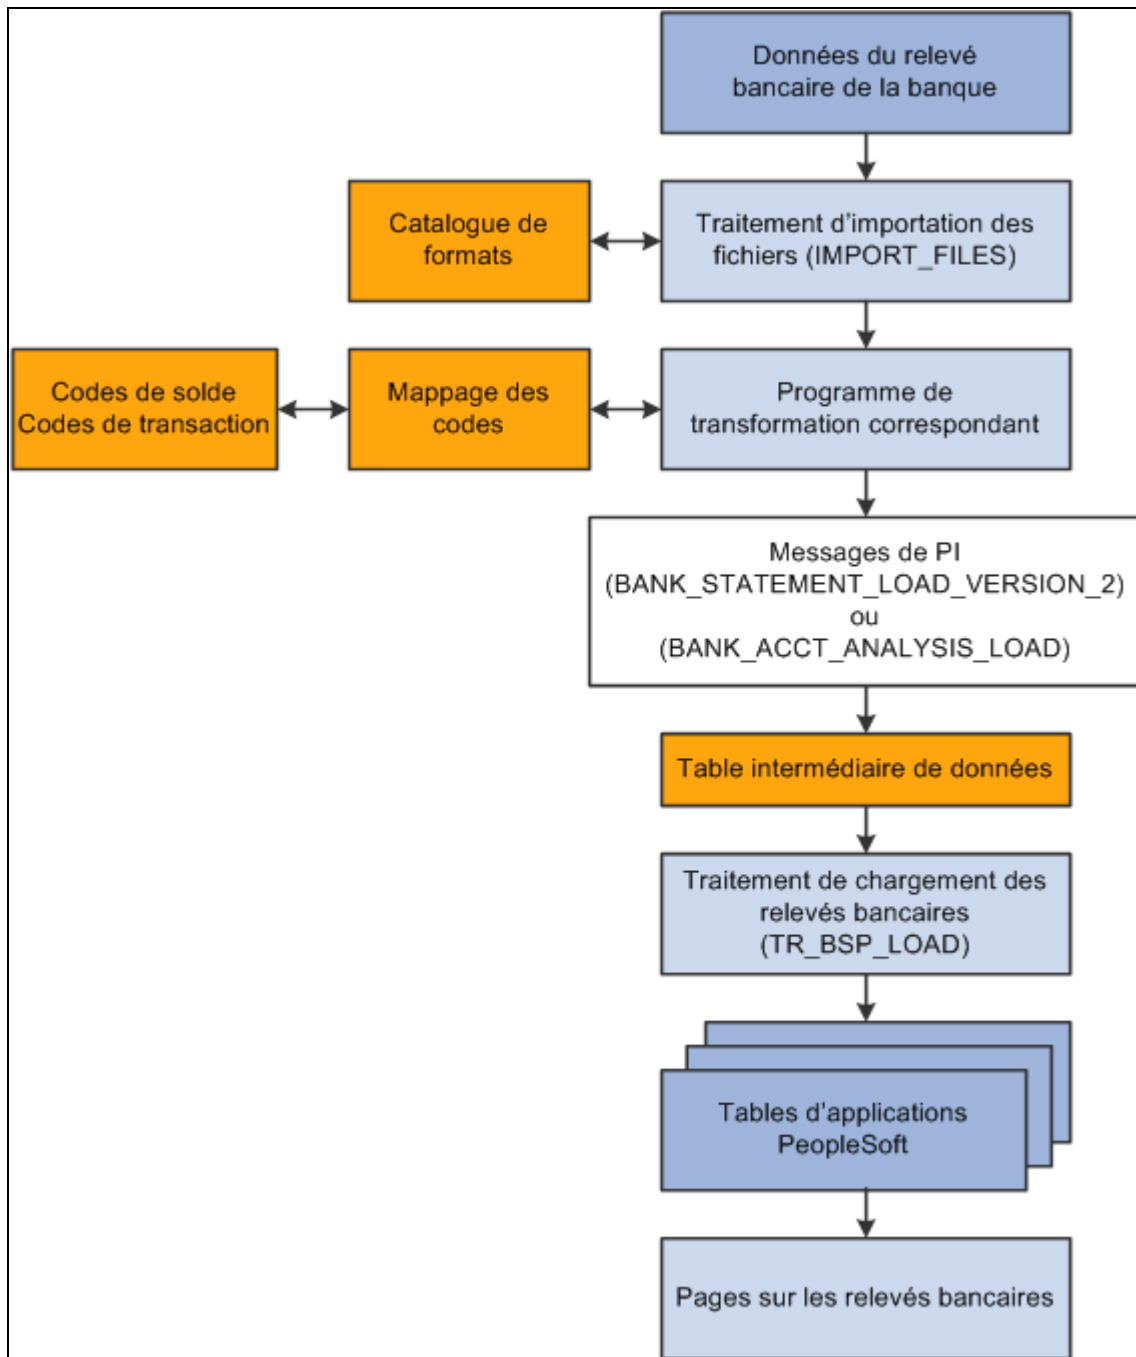 Données du relevé
bancaire de la banque
Catalogue de
formats
Traitement d'importation des
fichiers (IMPORT_FILES)
Codes de solde
Codes de transaction
Mappage des
codes
Programme de
transformation correspondant
Messages de PI
(BANK_STATEMENT_LOAD_VERSION_2)
ou
(BANK_ACCT_ANALYSIS_LOAD)
Table intermédiaire de données
Traitement de chargement des
relevés bancaires
(TR_BSP_LOAD)
Tables d'applications
PeopleSoft
Pages sur les relevés bancaires